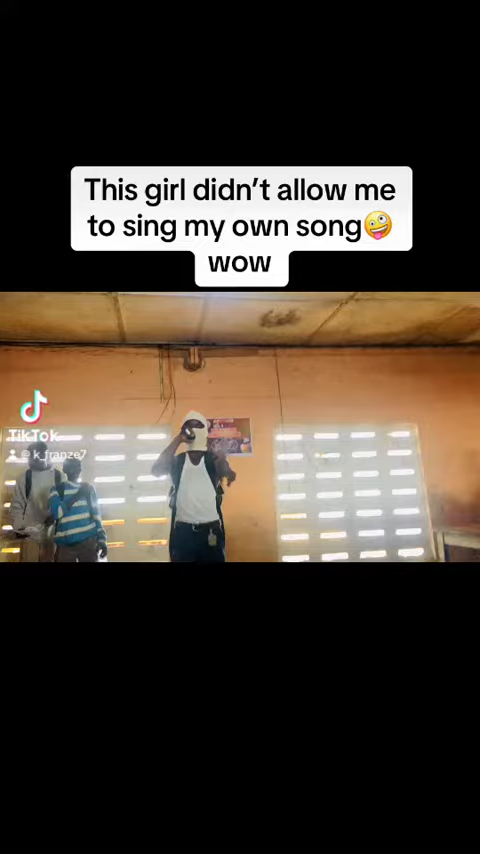 This girl didn't allow me
to sing my own song🤪
wow
TikTok
@k_franze7